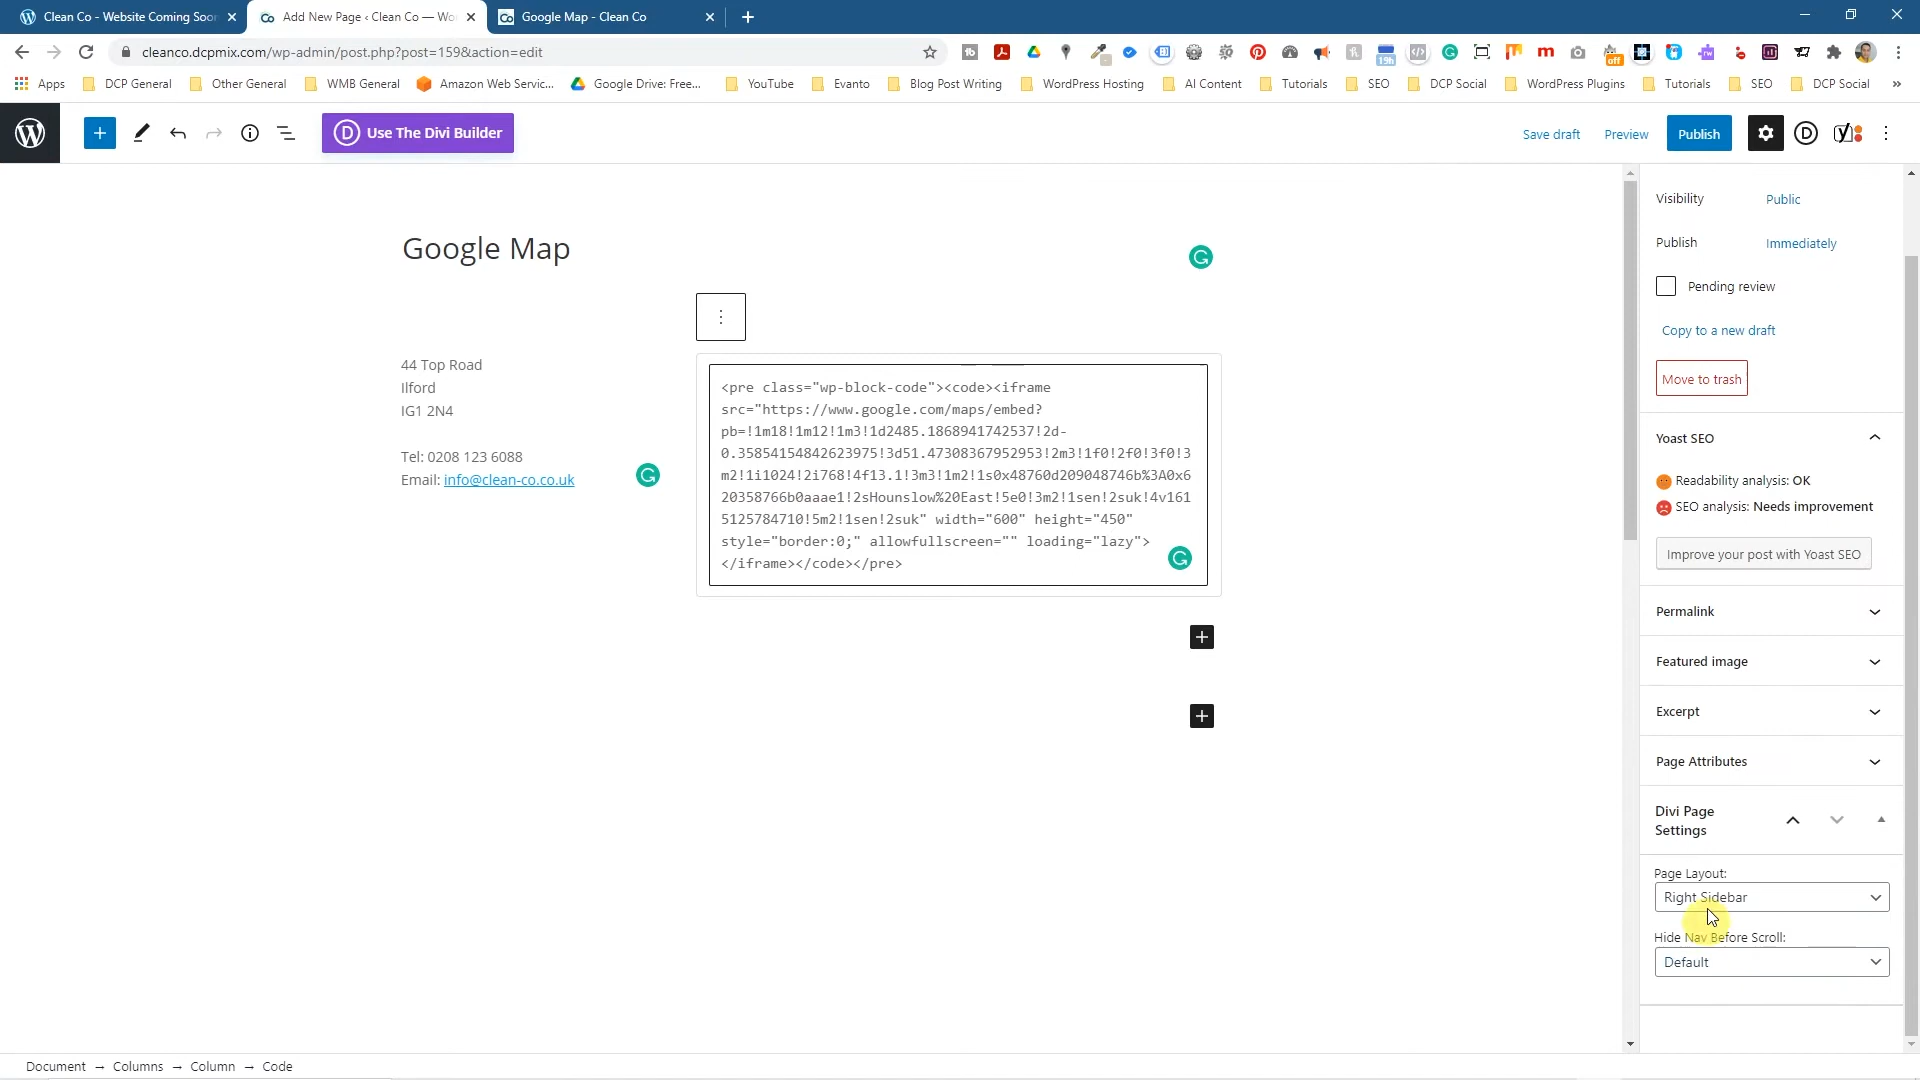 Clean Co - Website Coming Soon
Add New Page ‹ Clean Co — Wo
Google Map - Clean Co
cleanco.dcpmix.com/wp-admin/post.php?post=159&action=edit
19h
off
Apps
DCP General
Other General
WMB General
Amazon Web Servic...
Google Drive: Free...
YouTube
Evanto
Blog Post Writing
WordPress Hosting
AI Content
Tutorials
SEO
DCP Social
WordPress Plugins
Tutorials
SEO
DCP Social
»
Use The Divi Builder
Save draft
Preview
Publish
Google Map
44 Top Road
Ilford
IG1 2N4
Tel: 0208 123 6088
Email: info@clean-co.co.uk
<pre class="wp-block-code"><code><iframe
src="https://www.google.com/maps/embed?
pb=!1m18!1m12!1m3!1d2485.1868941742537!2d-
0.35854154842623975!3d51.47308367952953!2m3!1f0!2f0!3f0!3
m2!1i1024!2i768!4f13.1!3m3!1m2!1s0x48760d209048746b%3A0x6
20358766b0aaae1!2sHounslow%20East!5e0!3m2!1sen!2suk!4v161
5125784710!5m2!1sen!2suk" width="600" height="450"
style="border:0;" allowfullscreen="" loading="lazy">
</iframe></code></pre>
Visibility
Public
Publish
Immediately
Pending review
Copy to a new draft
Move to trash
Yoast SEO
Readability analysis: OK
SEO analysis: Needs improvement
Improve your post with Yoast SEO
Permalink
Featured image
Excerpt
Page Attributes
Divi Page
Settings
Page Layout:
Right Sidebar
Hide Nav Before Scroll:
Default
Document → Columns → Column → Code